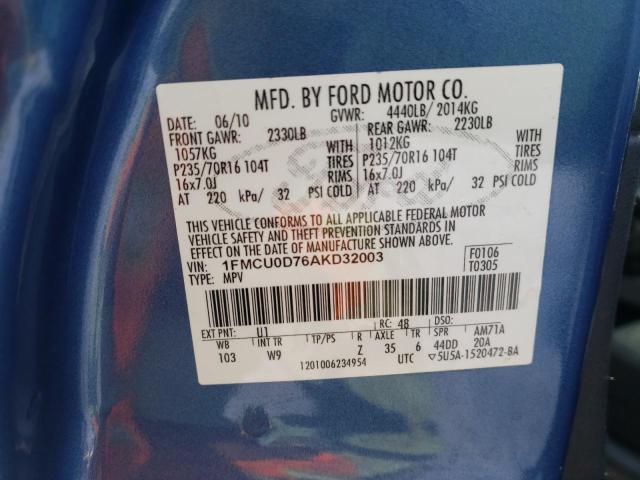 MFD. BY FORD MOTOR CO.
DATE: 06/10 GVWR: 4440LB/ 2014KG
FRONT GAWR: 2330LB REAR GAWR: 2230LB
1057KG WITH 1012KG WITH
P235/70R16 104T TIRES P235/70R16 104T TIRES
16x7.0J RIMS 16x7.0J RIMS
AT 220 kPa/ 32 PSI COLD AT 220 kPa/ 32 PSI COLD
THIS VEHICLE CONFORMS TO ALL APPLICABLE FEDERAL MOTOR
VEHICLE SAFETY AND THEFT PREVENTION STANDARDS IN
EFFECT ON THE DATE OF MANUFACTURE SHOWN ABOVE.
VIN: 1FMCU0D76AKD32003 F0106
TYPE: MPV T0305
EXT PNT: U1 RC: 48 DSO:
WB INT TR TP/PS R AXLE TR SPR AM71A
103 W9 Z 35 6 44DD 20A
1201006234954 UTC ▽5U5A-1520472-BA